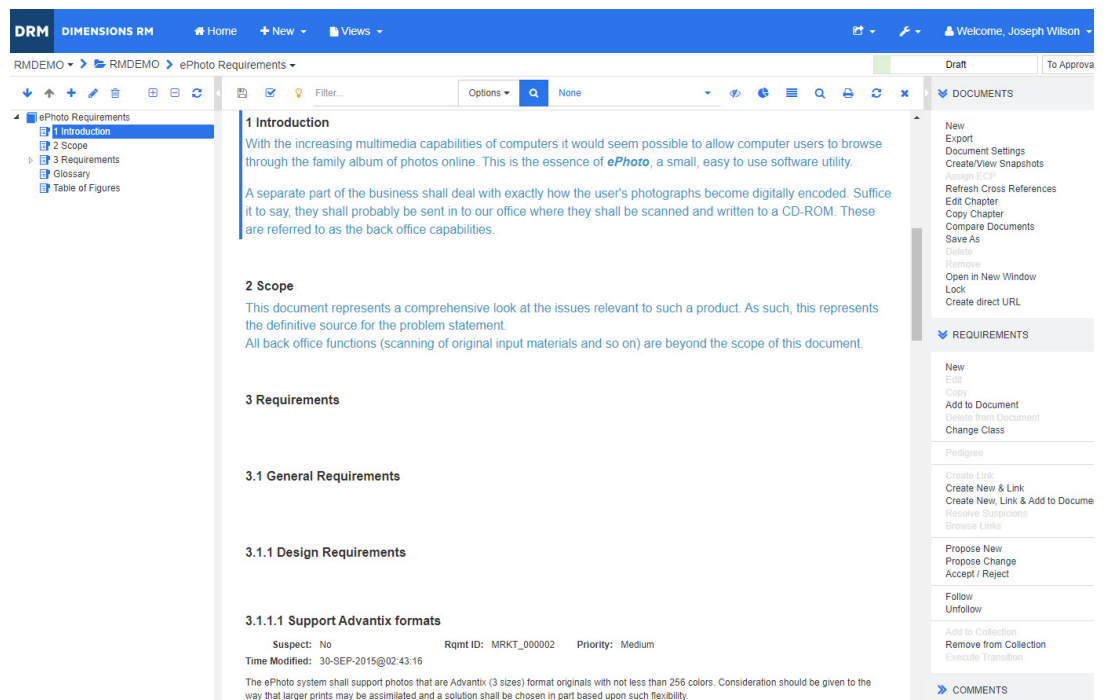 DRM DIMENSIONS RM Home New Views Welcome, Joseph Wilson
RMDEMO RMDEMO ePhoto Requirements Draft To Approva
Filter... Options None
ePhoto Requirements
1 Introduction
2 Scope
3 Requirements
Glossary
Table of Figures
1 Introduction
With the increasing multimedia capabilities of computers it would seem possible to allow computer users to browse
through the family album of photos online. This is the essence of ePhoto, a small, easy to use software utility.
A separate part of the business shall deal with exactly how the user's photographs become digitally encoded. Suffice
it to say, they shall probably be sent in to our office where they shall be scanned and written to a CD-ROM. These
are referred to as the back office capabilities.
2 Scope
This document represents a comprehensive look at the issues relevant to such a product. As such, this represents
the definitive source for the problem statement.
All back office functions (scanning of original input materials and so on) are beyond the scope of this document.
3 Requirements
3.1 General Requirements
3.1.1 Design Requirements
3.1.1.1 Support Advantix formats
Suspect: No Rqmt ID: MRKT_000002 Priority: Medium
Time Modified: 30-SEP-2015@02:43:16
The ePhoto system shall support photos that are Advantix (3 sizes) format originals with not less than 256 colors. Consideration should be given to the
way that larger prints may be assimilated and a solution shall be chosen in part based upon such flexibility.
DOCUMENTS
New
Export
Document Settings
Create/View Snapshots
Assign ECP
Refresh Cross References
Edit Chapter
Copy Chapter
Compare Documents
Save As
Delete
Remove
Open in New Window
Lock
Create direct URL
REQUIREMENTS
New
Edit
Copy
Add to Document
Delete from Document
Change Class
Pedigree
Create Link
Create New & Link
Create New, Link & Add to Docume
Resolve Suspicions
Browse Links
Propose New
Propose Change
Accept / Reject
Follow
Unfollow
Add to Collection
Remove from Collection
Execute Transition
COMMENTS